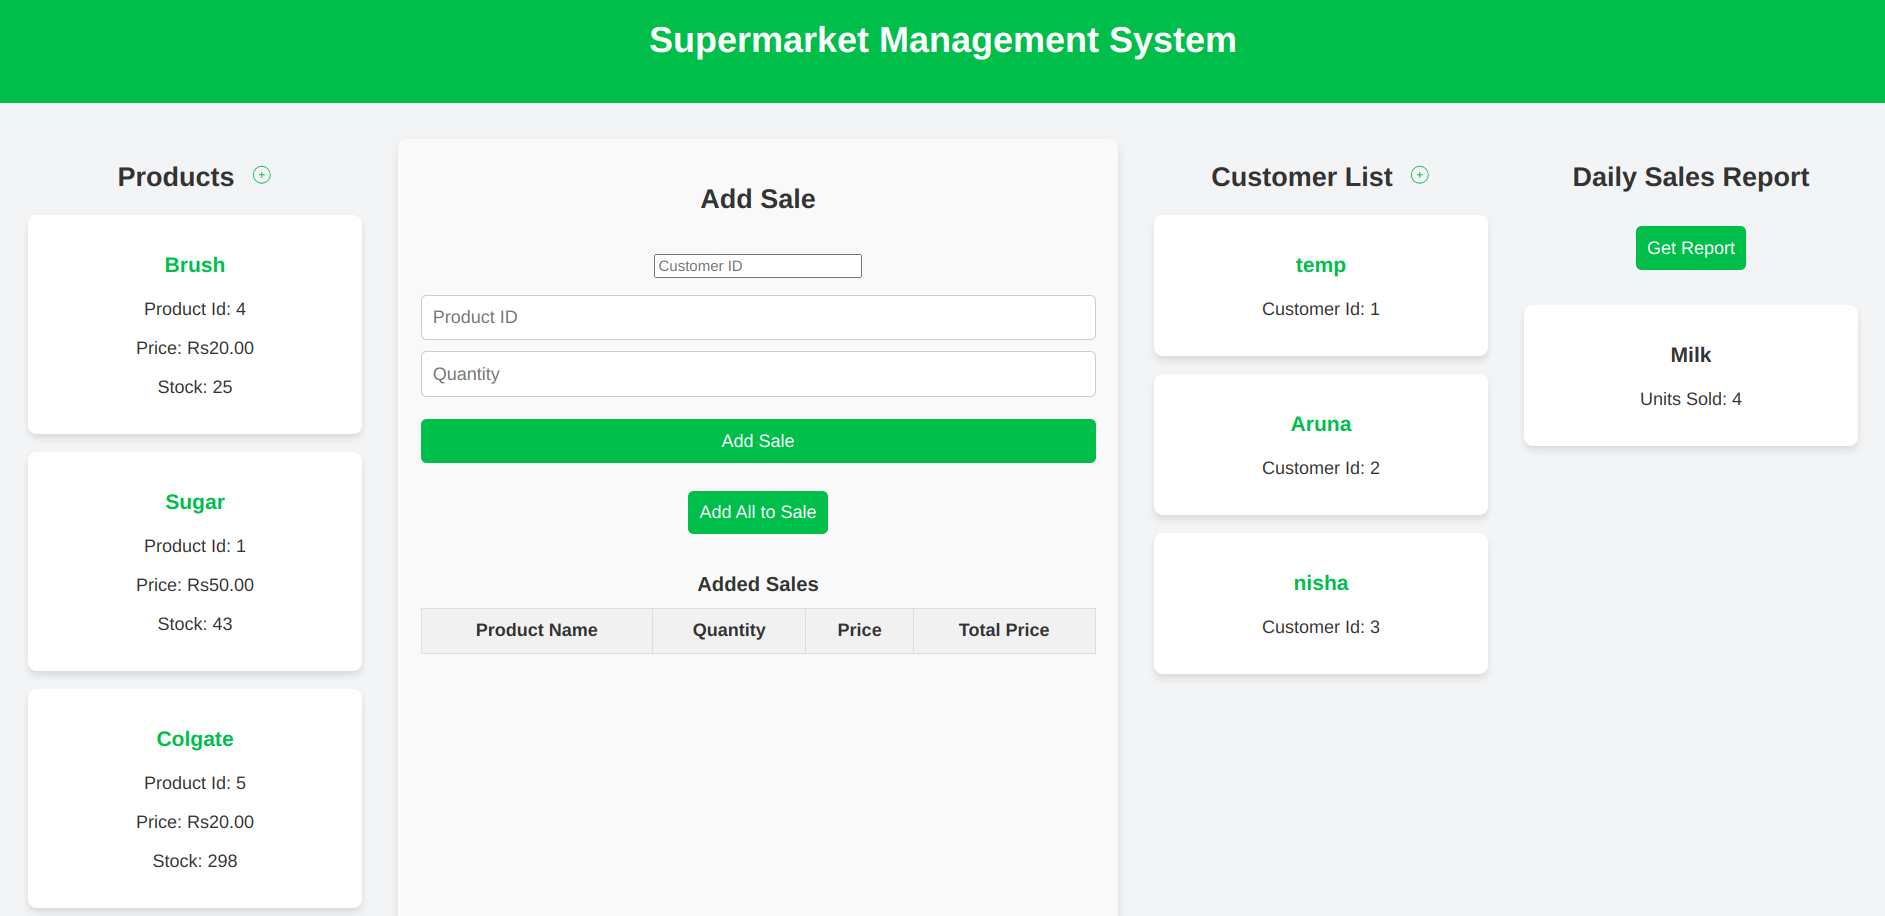 Supermarket Management System
Products
Brush
Product Id: 4
Price: Rs20.00
Stock: 25
Sugar
Product Id: 1
Price: Rs50.00
Stock: 43
Colgate
Product Id: 5
Price: Rs20.00
Stock: 298
Add Sale
Customer ID
Product ID
Quantity
Add Sale
Add All to Sale
Added Sales
Product Name Quantity Price Total Price
Customer List
temp
Customer Id: 1
Aruna
Customer Id: 2
nisha
Customer Id: 3
Daily Sales Report
Get Report
Milk
Units Sold: 4